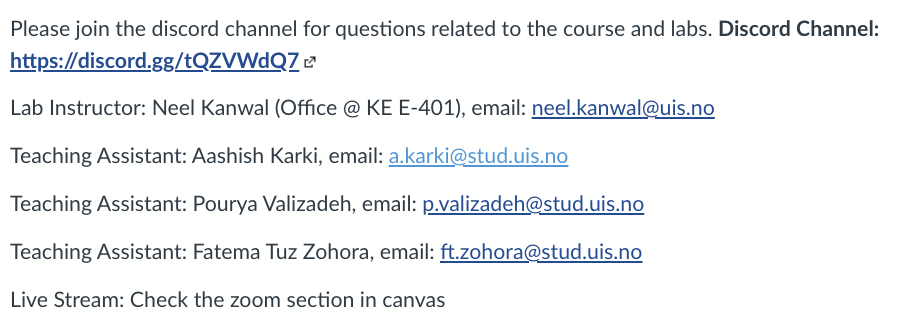 Please join the discord channel for questions related to the course and labs. Discord Channel:
https://discord.gg/tQZVWdQ7
Lab Instructor: Neel Kanwal (Office @ KE E-401), email: neel.kanwal@uis.no
Teaching Assistant: Aashish Karki, email: a.karki@stud.uis.no
Teaching Assistant: Pourya Valizadeh, email: p.valizadeh@stud.uis.no
Teaching Assistant: Fatema Tuz Zohora, email: ft.zohora@stud.uis.no
Live Stream: Check the zoom section in canvas